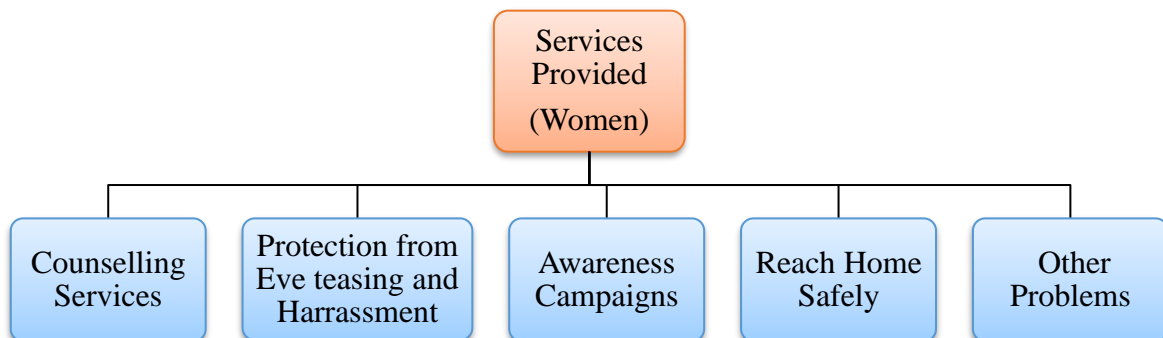 Services
Provided
(Women)
Counselling
Services
Protection from
Eve teasing and
Harrassment
Awareness
Campaigns
Reach Home
Safely
Other
Problems